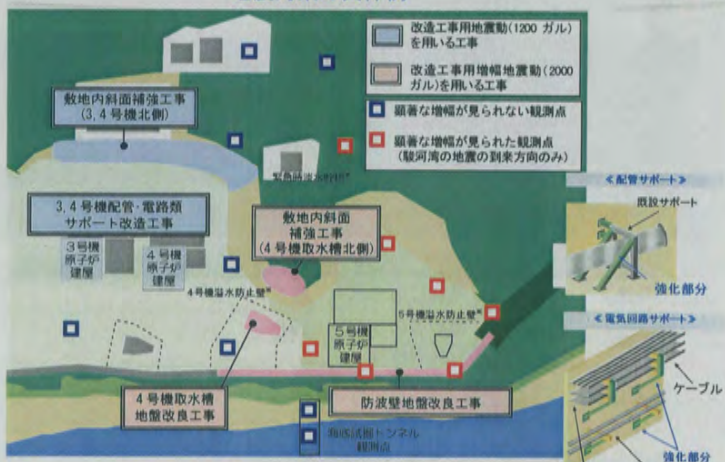 改造工事用地震動(1200 ガル)
を用いる工事
改造工事用増幅地震動(2000
ガル)を用いる工事
顕著な増幅が見られない観測点
顕著な増幅が見られた観測点
(駿河湾の地震の到来方向のみ)
敷地内斜面補強工事
(3,4号機北側)
3,4号機配管・電路類
サポート改造工事
3号機
原子炉
建屋
4号機
原子炉
建屋
敷地内斜面
補強工事
(4号機取水槽北側)
4号機溢水防止壁※
5号機溢水防止壁※
5号機
原子炉
建屋
4号機取水槽
地盤改良工事
防波壁地盤改良工事
トンネル
観測点
≪配管サポート≫
既設サポート
強化部分
≪電気回路サポート≫
ケーブル
強化部分